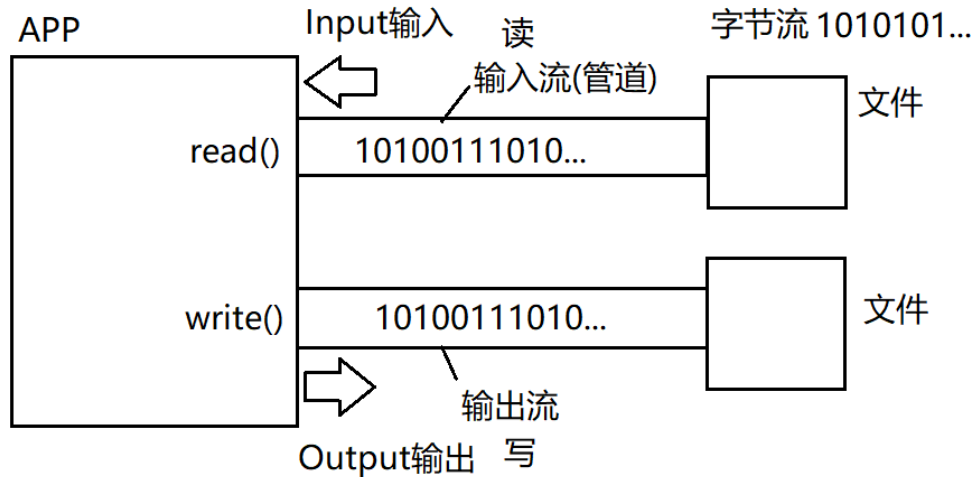 APP
Input输入
读
字节流 1010101...
输入流(管道)
文件
read()
10100111010...
write()
10100111010...
文件
输出流
Output输出
写